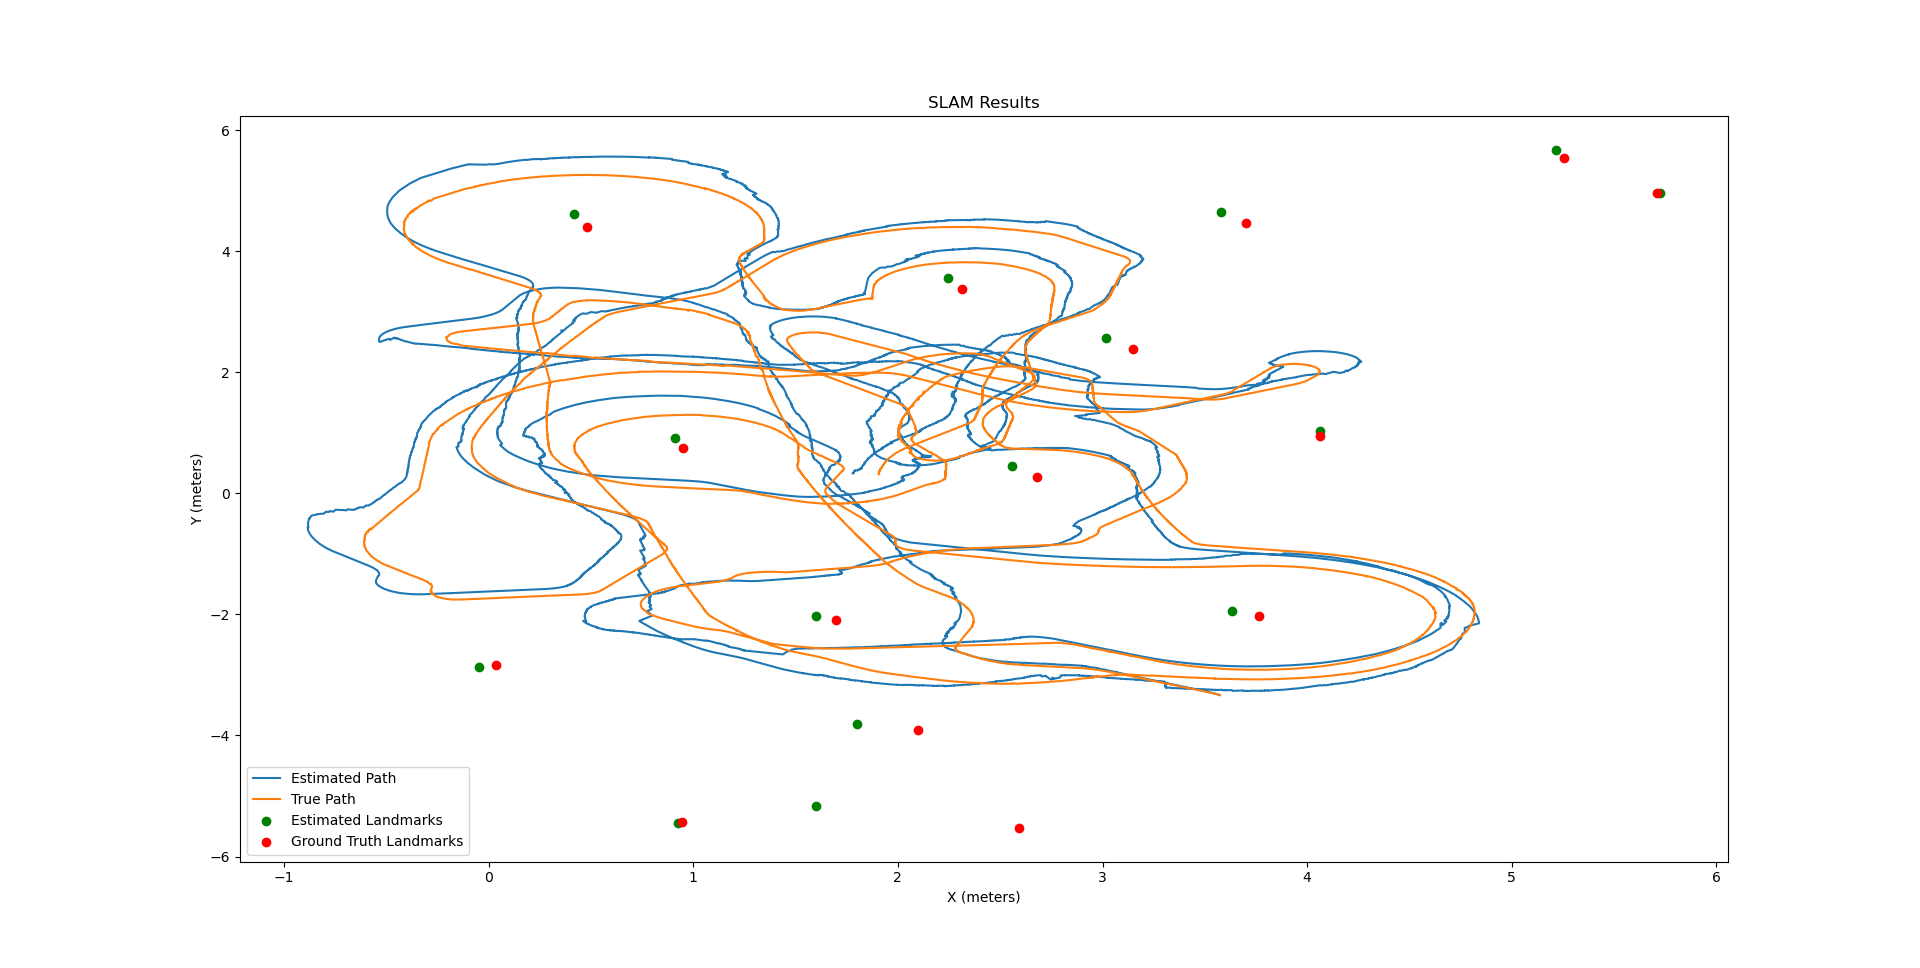 SLAM Results
6
4
2
0
−2
−4
−6
Y (meters)
Estimated Path
True Path
Estimated Landmarks
Ground Truth Landmarks
−1
0
1
2
3
4
5
6
X (meters)